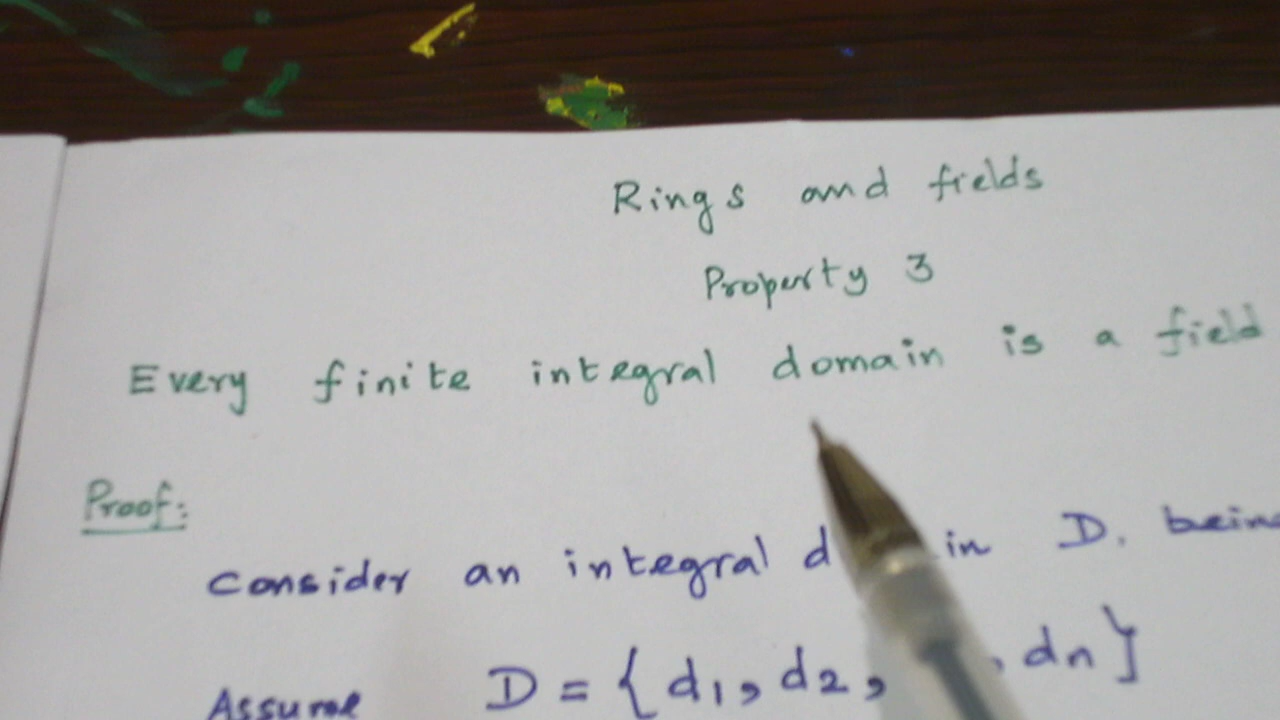 Rings and fields
Property 3
Every finite integral domain is a field
Proof:
Consider an integral d in D. being
Assume D = { d1, d2, , dn }